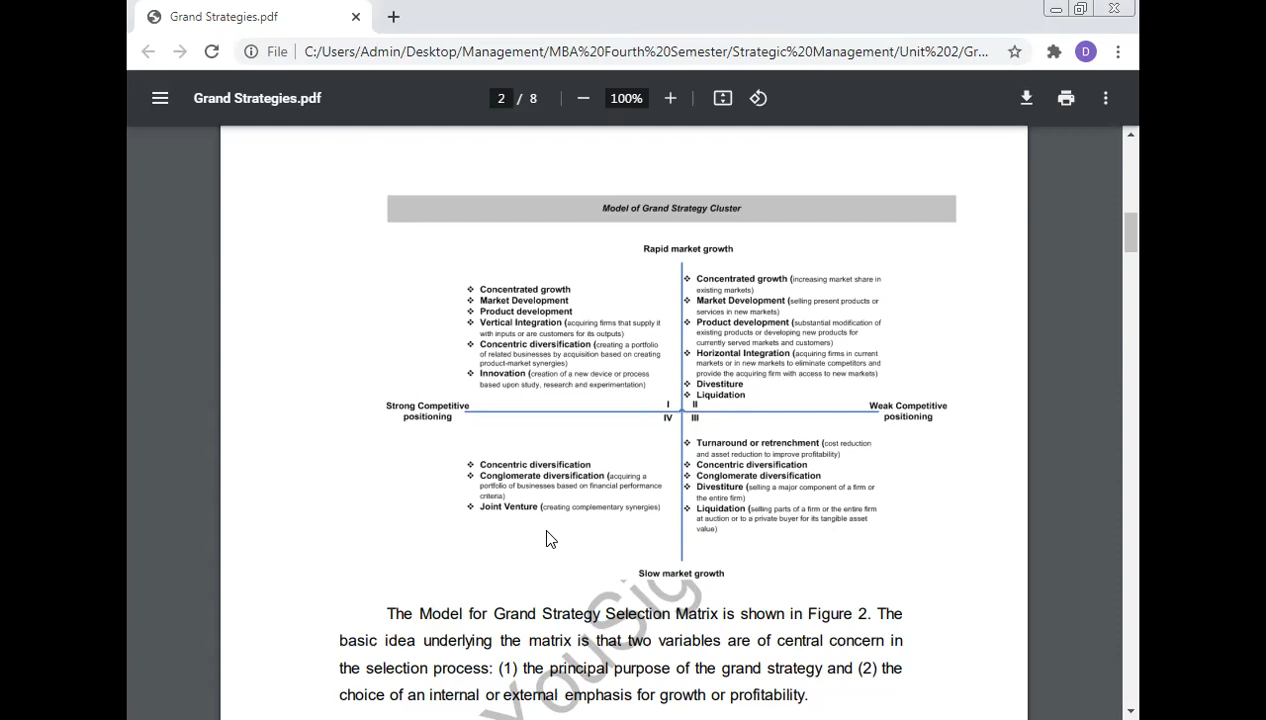 Grand Strategies.pdf
File
C:/Users/Admin/Desktop/Management/MBA%20Fourth%20Semester/Strategic%20Management/Unit%202/Gr...
D
Grand Strategies.pdf
2 / 8
100%
Model of Grand Strategy Cluster
Rapid market growth
❖ Concentrated growth
❖ Market Development
❖ Product development
❖ Vertical Integration (acquiring firms that supply it
with inputs or are customers for its outputs)
❖ Concentric diversification (creating a portfolio
of related businesses by acquisition based on creating
product-market synergies)
❖ Innovation (creation of a new device or process
based upon study, research and experimentation)
❖ Concentrated growth (increasing market share in
existing markets)
❖ Market Development (selling present products or
services in new markets)
❖ Product development (substantial modification of
existing products or developing new products for
currently served markets and customers)
❖ Horizontal Integration (acquiring firms in current
markets or in new markets to eliminate competitors and
provide the acquiring firm with access to new markets)
❖ Divestiture
❖ Liquidation
Strong Competitive
positioning
I
II
IV
III
Weak Competitive
positioning
❖ Concentric diversification
❖ Conglomerate diversification (acquiring a
portfolio of businesses based on financial performance
criteria)
❖ Joint Venture (creating complementary synergies)
❖ Turnaround or retrenchment (cost reduction
and asset reduction to improve profitability)
❖ Concentric diversification
❖ Conglomerate diversification
❖ Divestiture (selling a major component of a firm or
the entire firm)
❖ Liquidation (selling parts of a firm or the entire firm
at auction or to a private buyer for its tangible asset
value)
Slow market growth
The Model for Grand Strategy Selection Matrix is shown in Figure 2. The
basic idea underlying the matrix is that two variables are of central concern in
the selection process: (1) the principal purpose of the grand strategy and (2) the
choice of an internal or external emphasis for growth or profitability.
YouSig